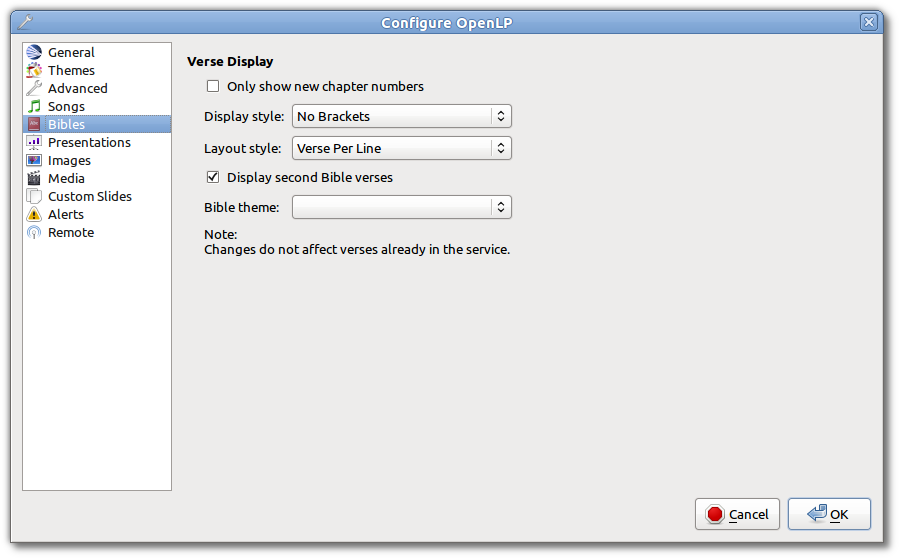 Configure OpenLP
General
Themes
Advanced
Songs
Bibles
Presentations
Images
Media
Custom Slides
Alerts
Remote
Verse Display
Only show new chapter numbers
Display style: No Brackets
Layout style: Verse Per Line
Display second Bible verses
Bible theme:
Note:
Changes do not affect verses already in the service.
Cancel OK